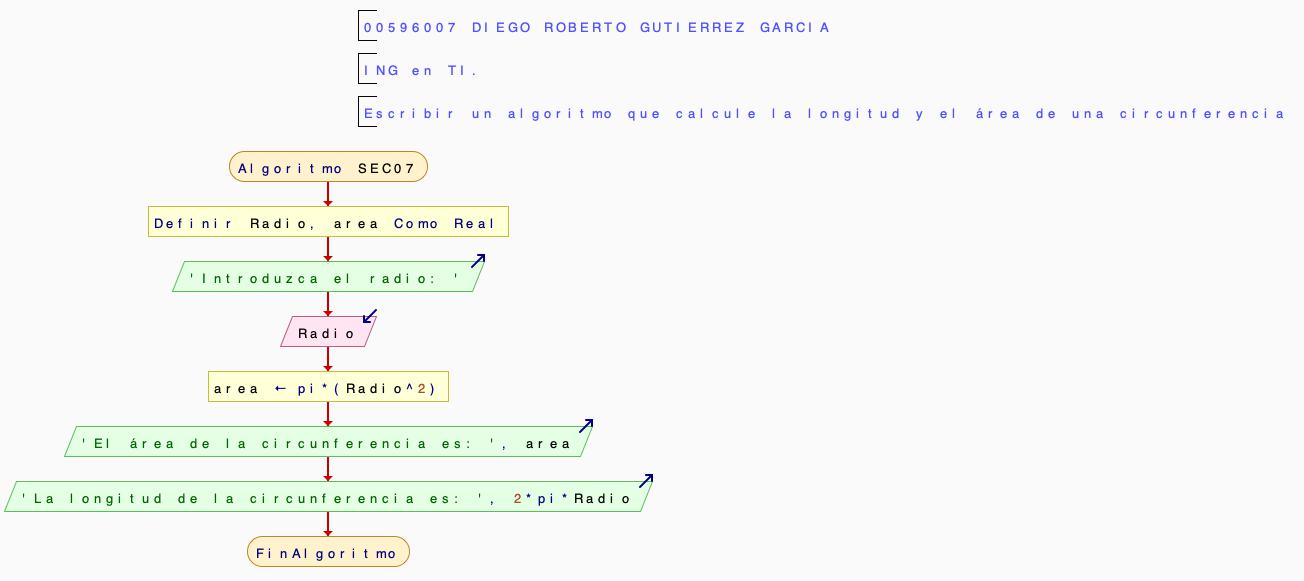 00596007 DIEGO ROBERTO GUTIERREZ GARCIA
ING en TI.
Escribir un algoritmo que calcule la longitud y el área de una circunferencia
Algoritmo SEC07
Definir Radio, area Como Real
'Introduzca el radio: '
Radio
area ← pi*(Radio^2)
'El área de la circunferencia es: ', area
'La longitud de la circunferencia es: ', 2*pi*Radio
FinAlgoritmo